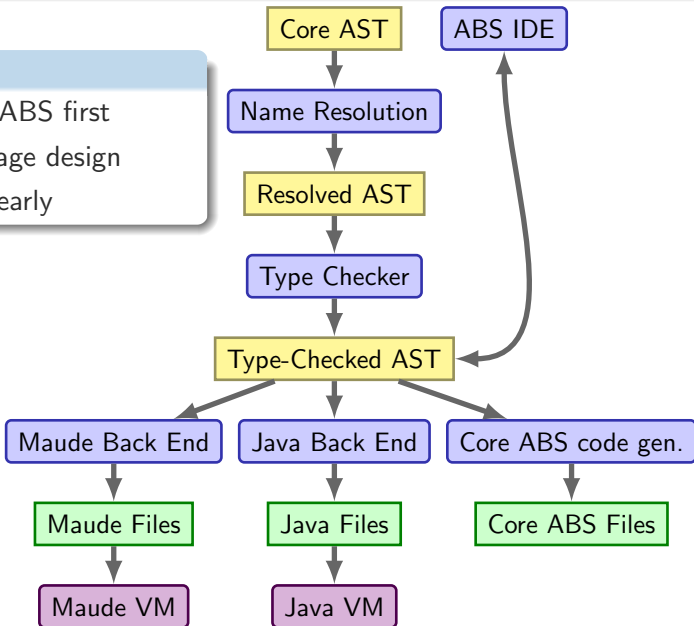 Core AST
ABS IDE
ABS first
Name Resolution
age design
Resolved AST
early
Type Checker
Type-Checked AST
Maude Back End
Java Back End
Core ABS code gen.
Maude Files
Java Files
Core ABS Files
Maude VM
Java VM